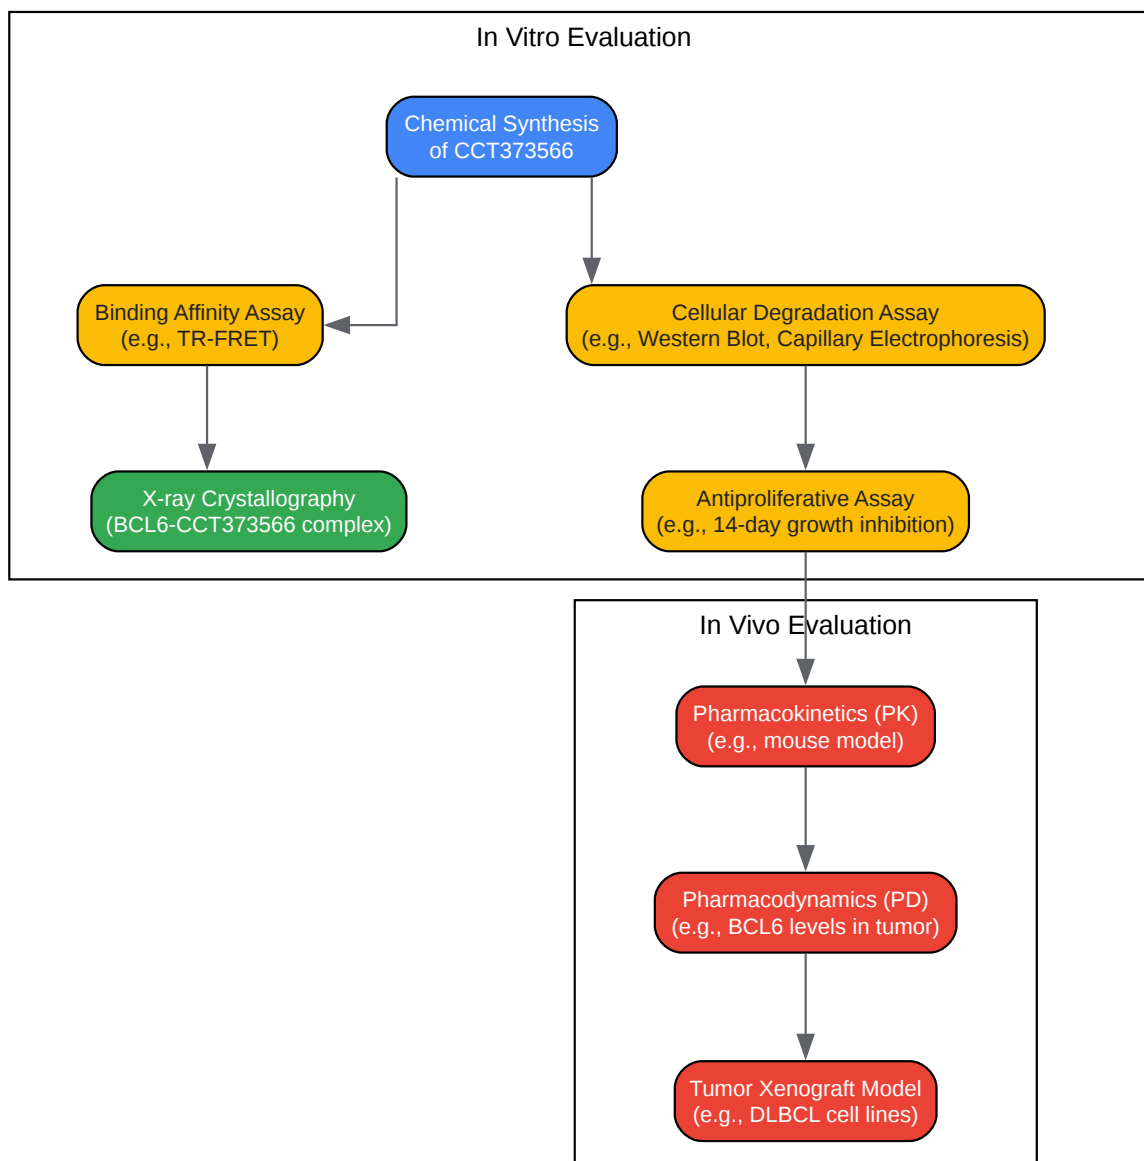 In Vitro Evaluation
Chemical Synthesis
of CCT373566
Binding Affinity Assay
(e.g., TR-FRET)
Cellular Degradation Assay
(e.g., Western Blot, Capillary Electrophoresis)
X-ray Crystallography
(BCL6-CCT373566 complex)
Antiproliferative Assay
(e.g., 14-day growth inhibition)
In Vivo Evaluation
Pharmacokinetics (PK)
(e.g., mouse model)
Pharmacodynamics (PD)
(e.g., BCL6 levels in tumor)
Tumor Xenograft Model
(e.g., DLBCL cell lines)